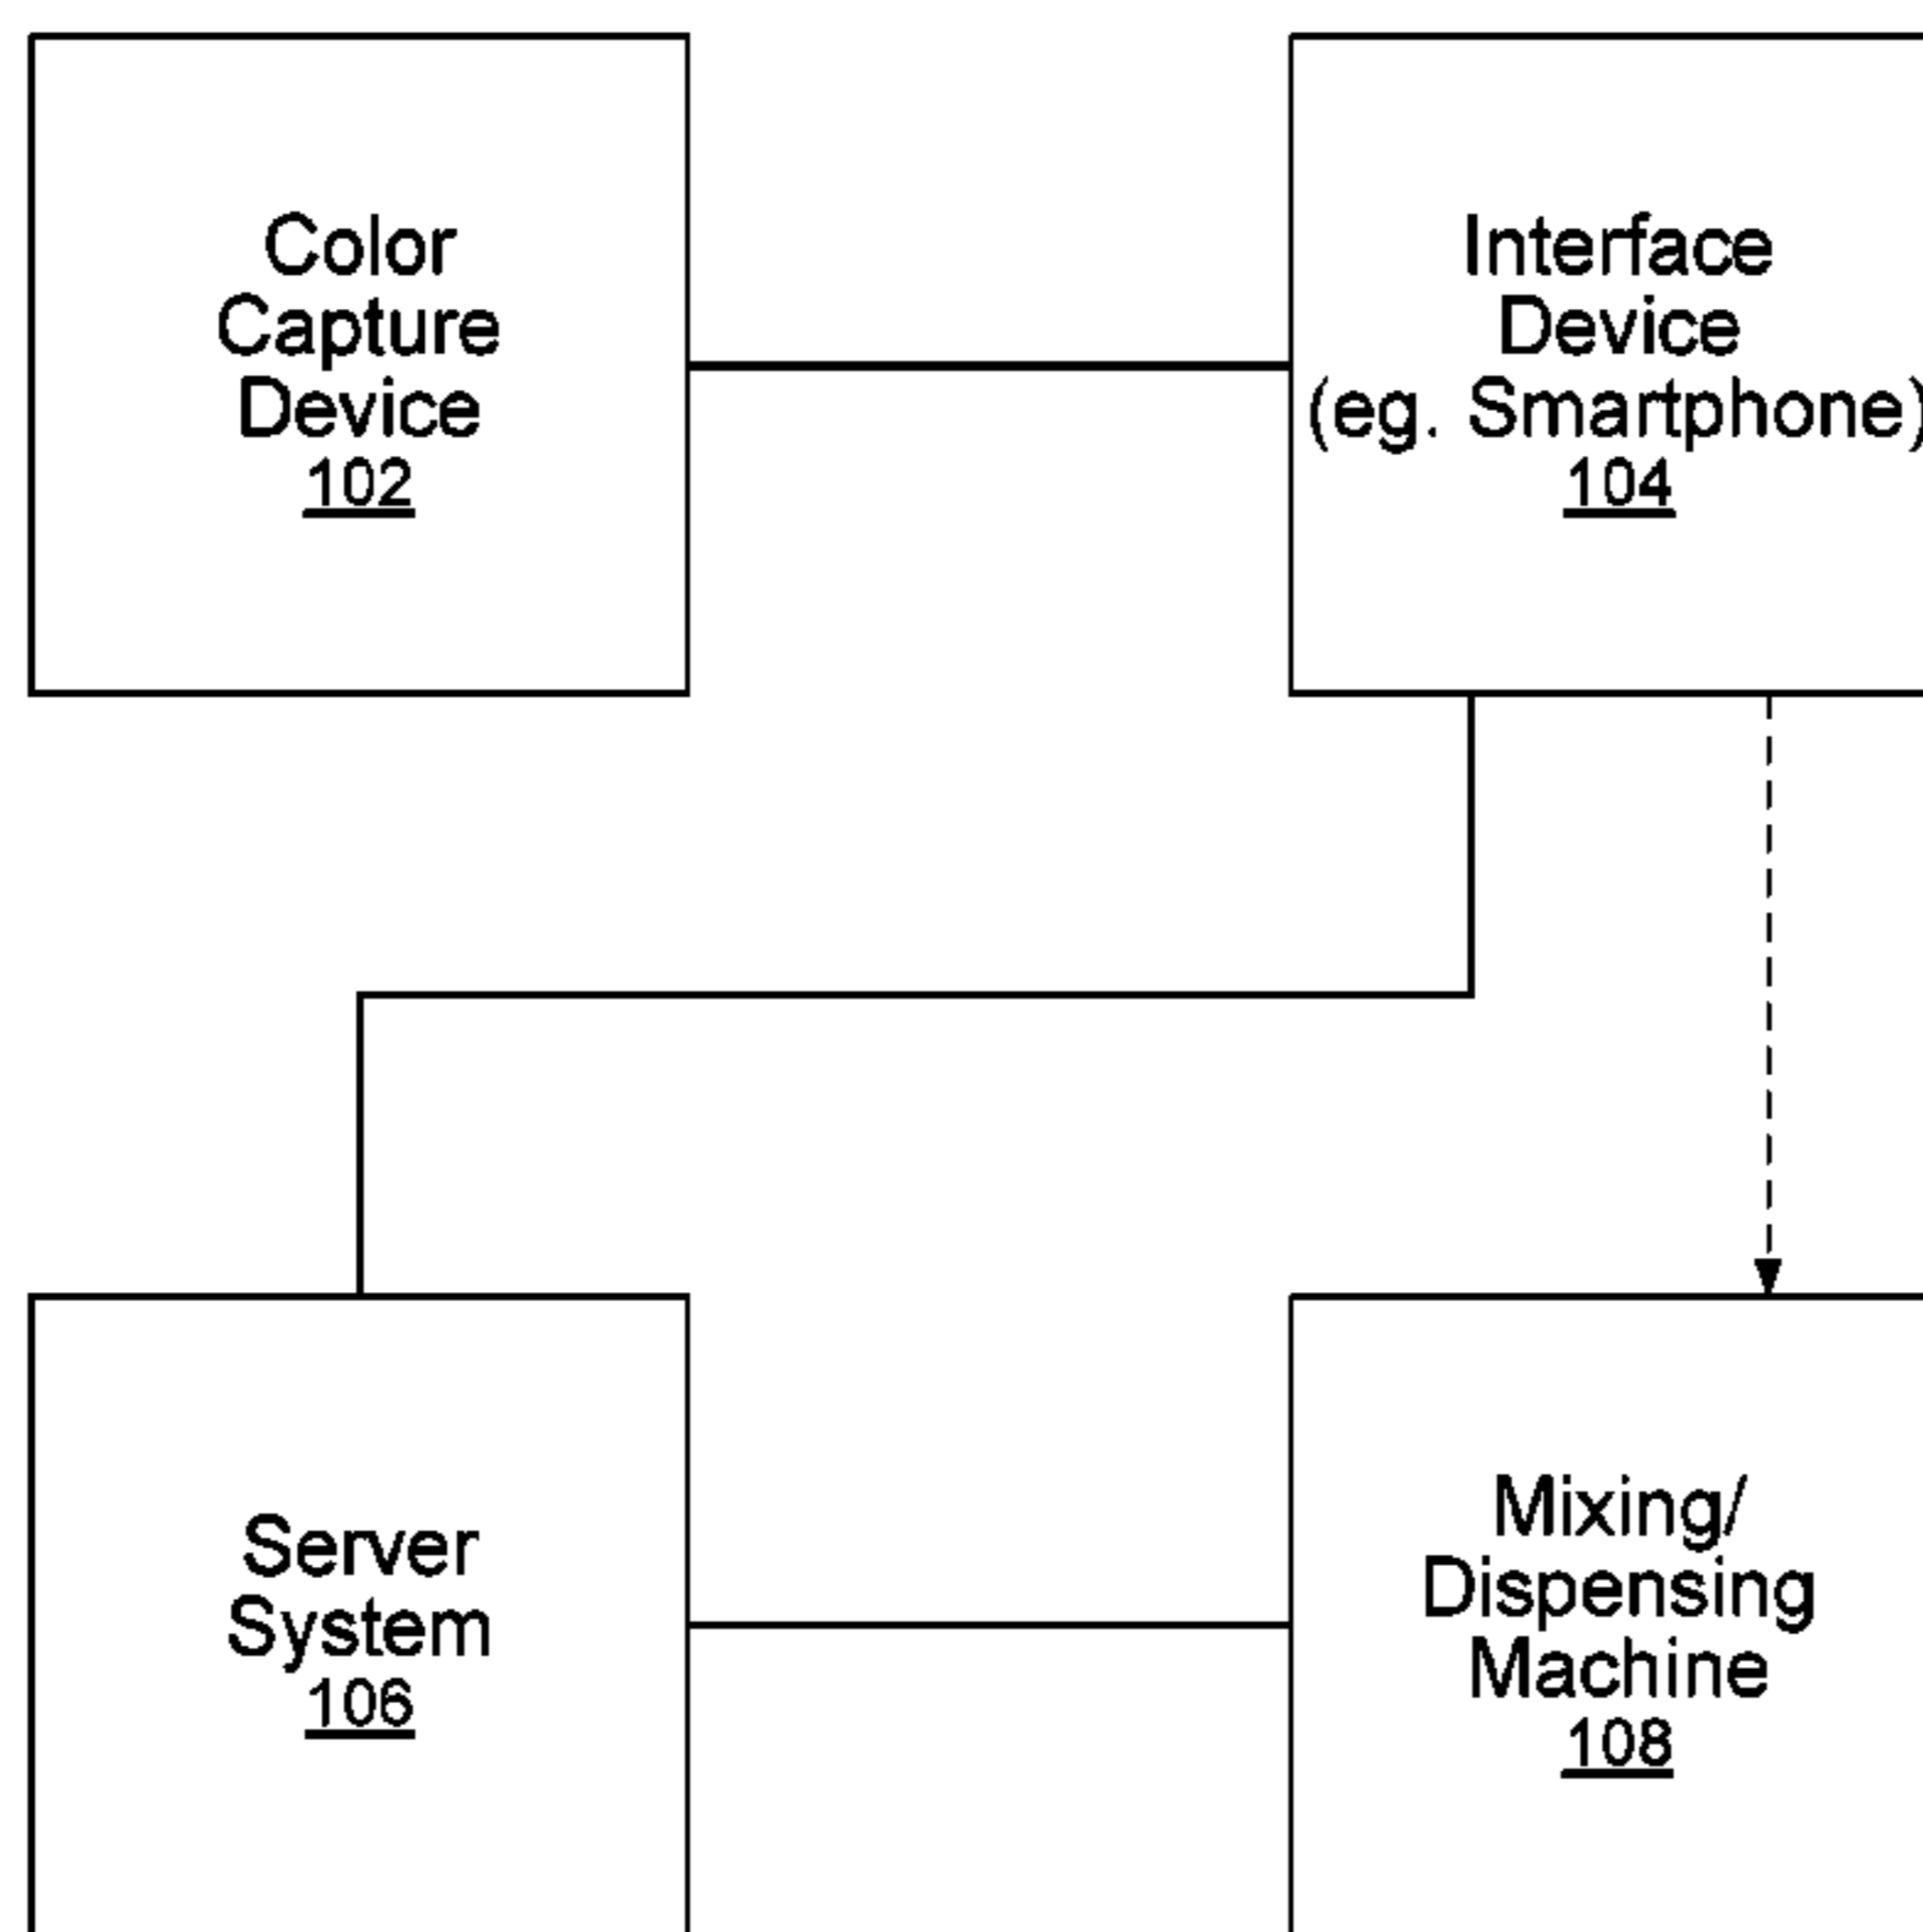 Color
Capture
Device
102
Interface
Device
(eg. Smartphone)
104
Server
System
106
Mixing/
Dispensing
Machine
108